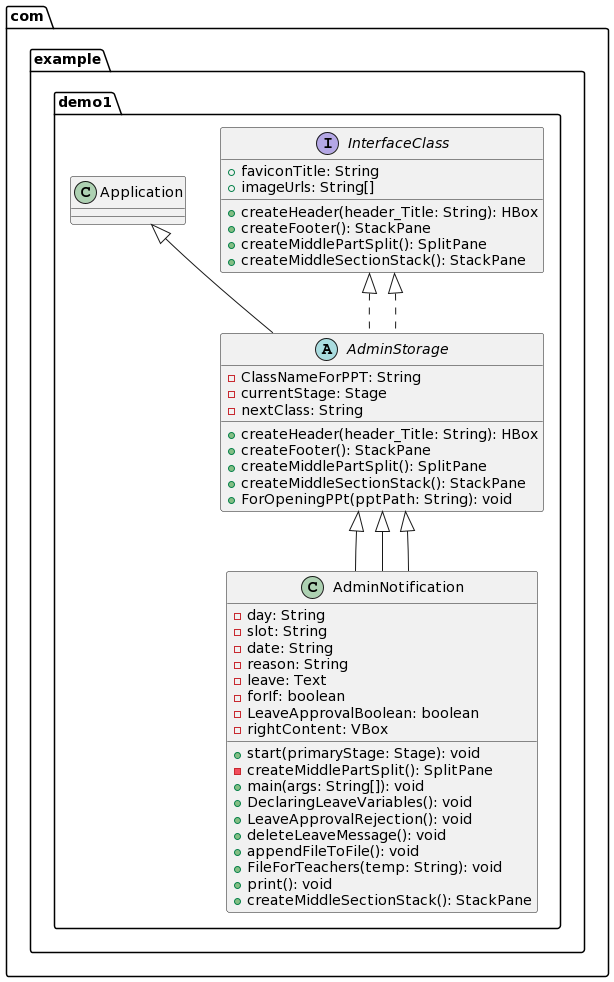 com
example
demo1
I InterfaceClass
faviconTitle: String
imageUrls: String[]
createHeader(header_Title: String): HBox
createFooter(): StackPane
createMiddlePartSplit(): SplitPane
createMiddleSectionStack(): StackPane
C Application
A AdminStorage
ClassNameForPPT: String
currentStage: Stage
nextClass: String
createHeader(header_Title: String): HBox
createFooter(): StackPane
createMiddlePartSplit(): SplitPane
createMiddleSectionStack(): StackPane
ForOpeningPPt(pptPath: String): void
C AdminNotification
day: String
slot: String
date: String
reason: String
leave: Text
forIf: boolean
LeaveApprovalBoolean: boolean
rightContent: VBox
start(primaryStage: Stage): void
createMiddlePartSplit(): SplitPane
main(args: String[]): void
DeclaringLeaveVariables(): void
LeaveApprovalRejection(): void
deleteLeaveMessage(): void
appendFileToFile(): void
FileForTeachers(temp: String): void
print(): void
createMiddleSectionStack(): StackPane